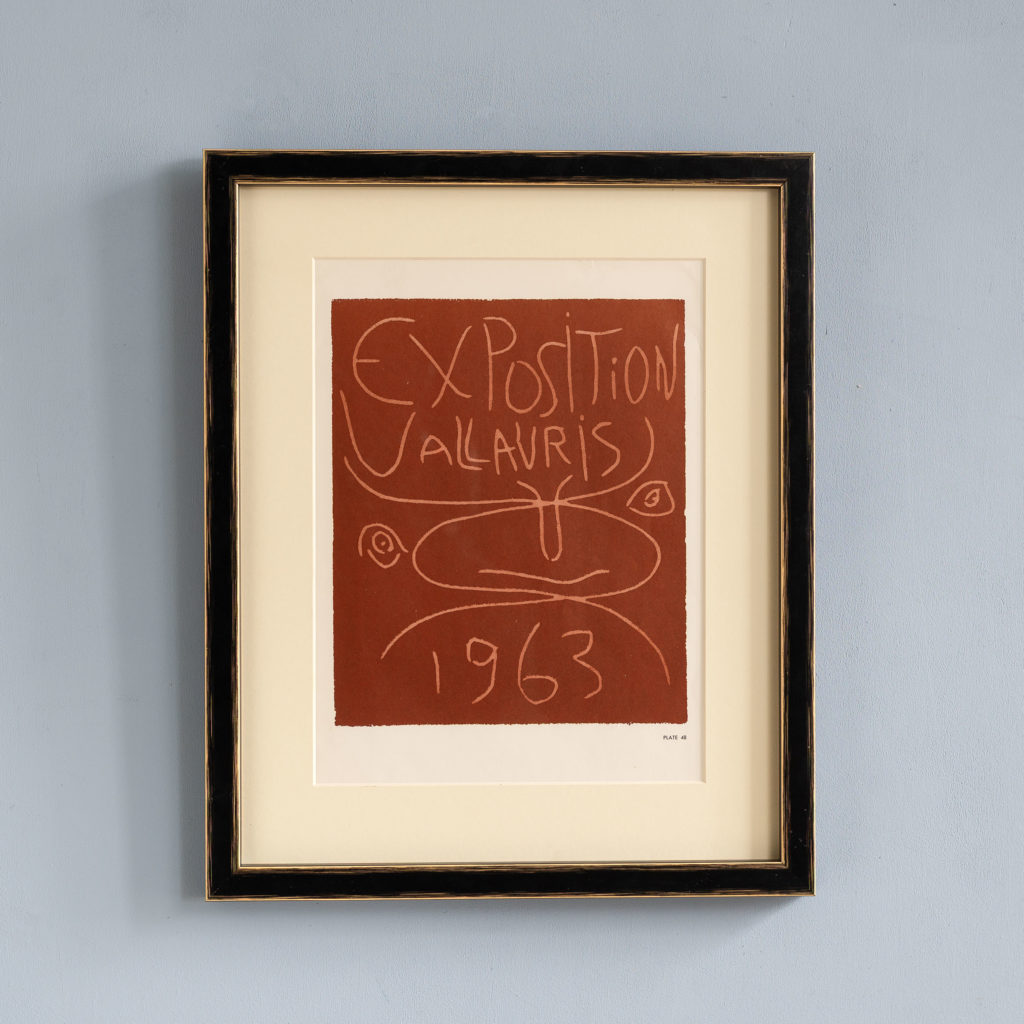 EXPOSiTiON
VALLAURiS
1963
PLATE 48